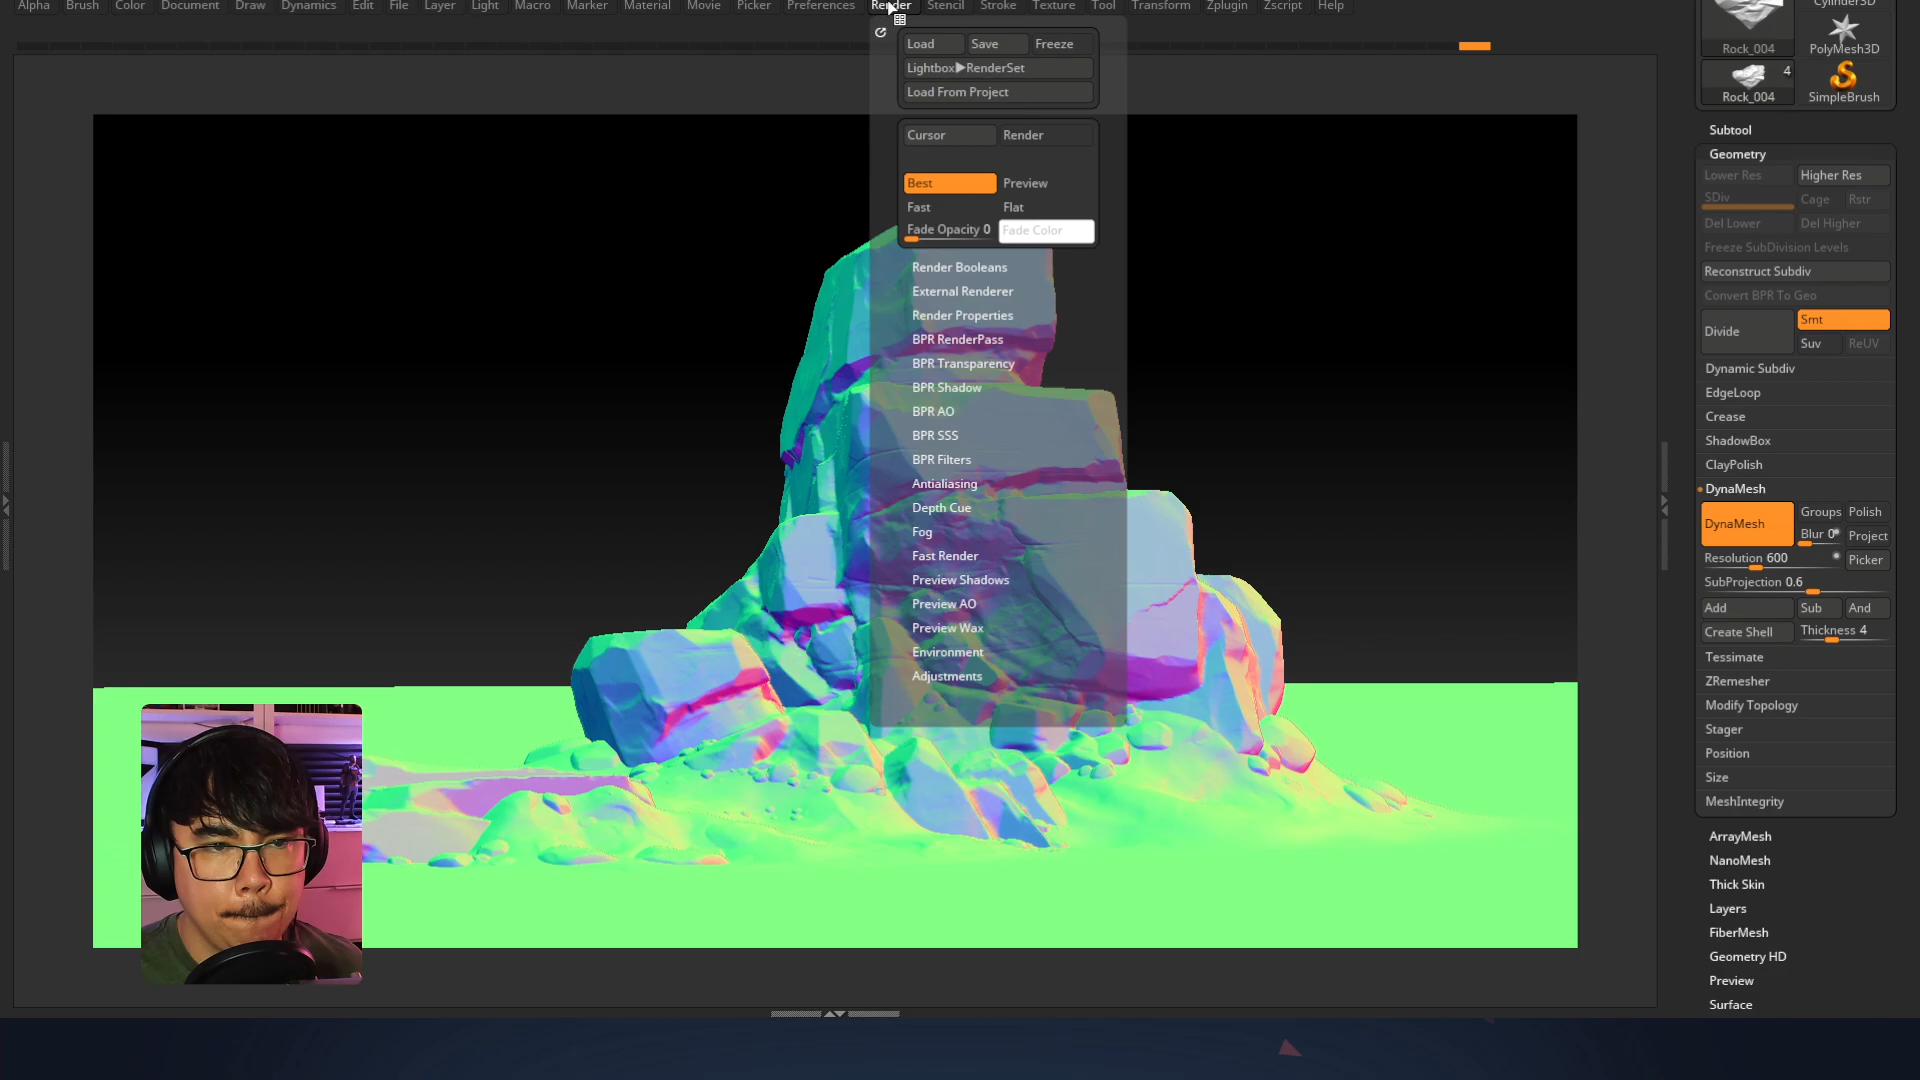 Alpha Brush Color Document Draw Dynamics Edit File Layer Light Macro Marker Material Movie Picker Preferences Render Stencil Stroke Texture Tool Transform Zplugin Zscript Help
Load Save Freeze
Lightbox▶RenderSet
Load From Project
Cursor Render
Best Preview
Fast Flat
Fade Opacity 0 Fade Color
Render Booleans
External Renderer
Render Properties
BPR RenderPass
BPR Transparency
BPR Shadow
BPR AO
BPR SSS
BPR Filters
Antialiasing
Depth Cue
Fog
Fast Render
Preview Shadows
Preview AO
Preview Wax
Environment
Adjustments
Cylinder3D
Rock_004 PolyMesh3D
4
Rock_004 SimpleBrush
Subtool
Geometry
Lower Res Higher Res
SDiv Cage Rstr
Del Lower Del Higher
Freeze SubDivision Levels
Reconstruct Subdiv
Convert BPR To Geo
Divide Smt
Suv ReUV
Dynamic Subdiv
EdgeLoop
Crease
ShadowBox
ClayPolish
DynaMesh
DynaMesh Groups Polish
Blur 0 Project
Resolution 600 Picker
SubProjection 0.6
Add Sub And
Create Shell Thickness 4
Tessimate
ZRemesher
Modify Topology
Stager
Position
Size
MeshIntegrity
ArrayMesh
NanoMesh
Thick Skin
Layers
FiberMesh
Geometry HD
Preview
Surface